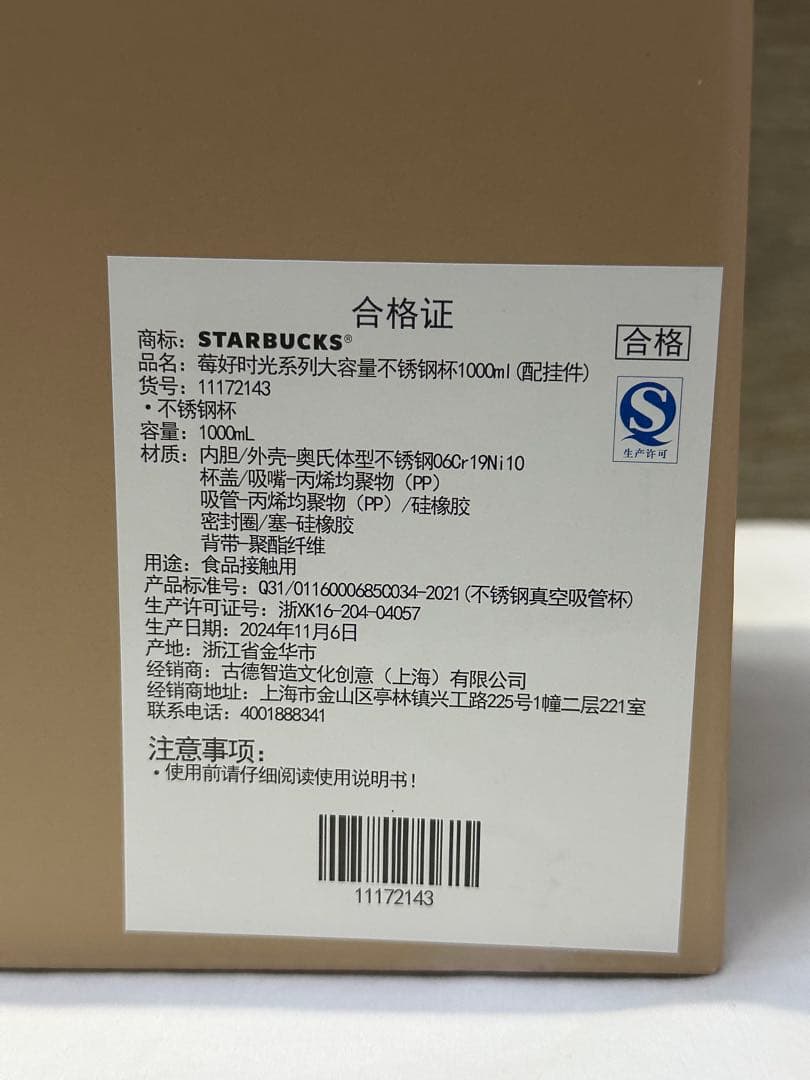 合格证
合格
商标：STARBUCKS®
品名：莓好时光系列大容量不锈钢杯1000ml(配挂件)
货号：11172143
·不锈钢杯
容量：1000mL
材质：内胆/外壳-奥氏体型不锈钢06Cr19Ni10
杯盖/吸嘴-丙烯均聚物（PP）
吸管-丙烯均聚物（PP）/硅橡胶
密封圈/塞-硅橡胶
背带-聚酯纤维
用途：食品接触用
产品标准号：Q31/0116000685C034-2021(不锈钢真空吸管杯)
生产许可证号：浙XK16-204-04057
生产日期：2024年11月6日
产地：浙江省金华市
经销商：古德智造文化创意（上海）有限公司
经销商地址：上海市金山区亭林镇兴工路225号1幢二层221室
联系电话：4001888341
注意事项：
·使用前请仔细阅读使用说明书！
11172143
生产许可